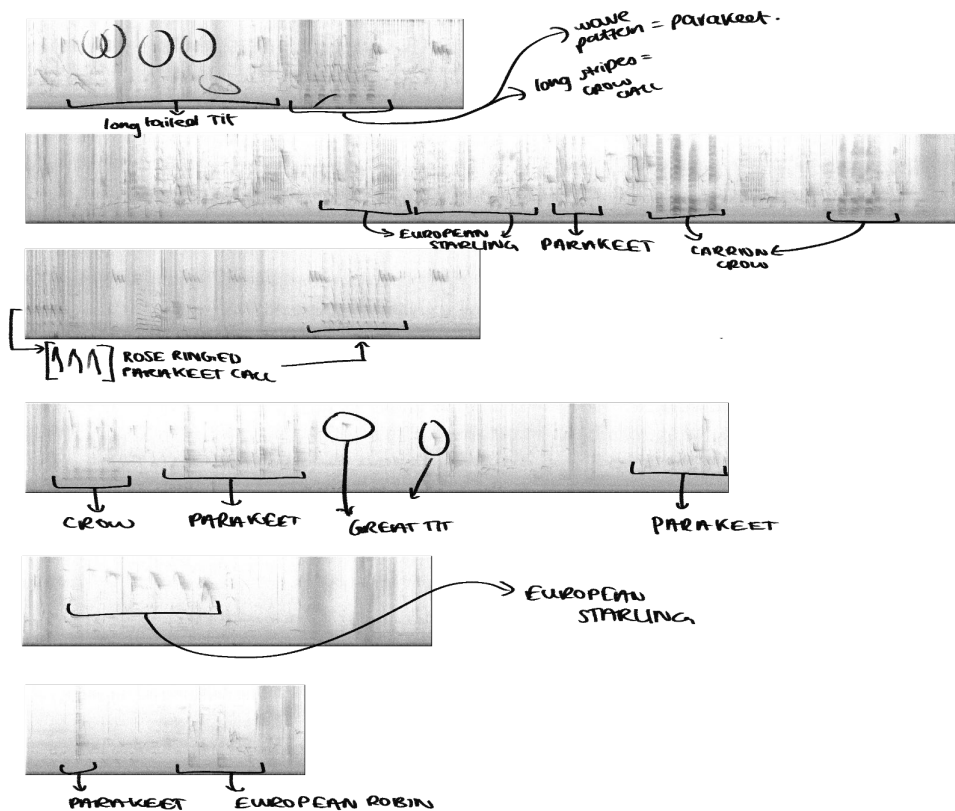 wave
pattern = parakeet.
long stripes =
CROW
CALL
long tailed Tit
EUROPEAN
STARLING
PARAKEET
CARRION
CROW
[∧∧∧] ROSE RINGED
PARAKEET CALL
CROW
PARAKEET
GREAT TIT
PARAKEET
EUROPEAN
STARLING
PARAKEET
EUROPEAN ROBIN